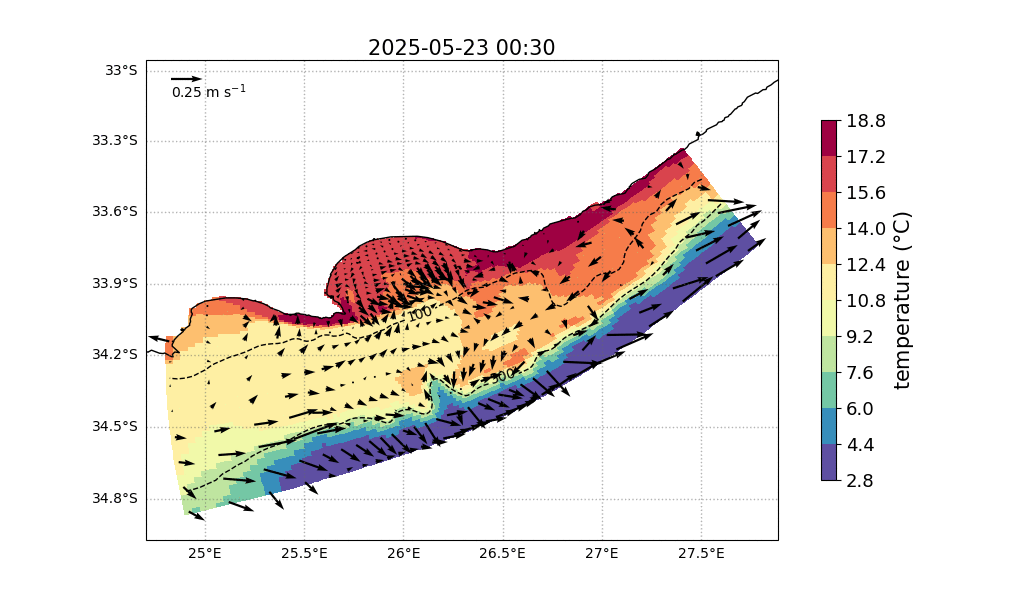 2025-05-23 00:30
0.25 m s⁻¹
33°S
33.3°S
33.6°S
33.9°S
34.2°S
34.5°S
34.8°S
100
500
25°E 25.5°E 26°E 26.5°E 27°E 27.5°E
18.8
17.2
15.6
14.0
12.4
10.8
9.2
7.6
6.0
4.4
2.8
temperature (°C)